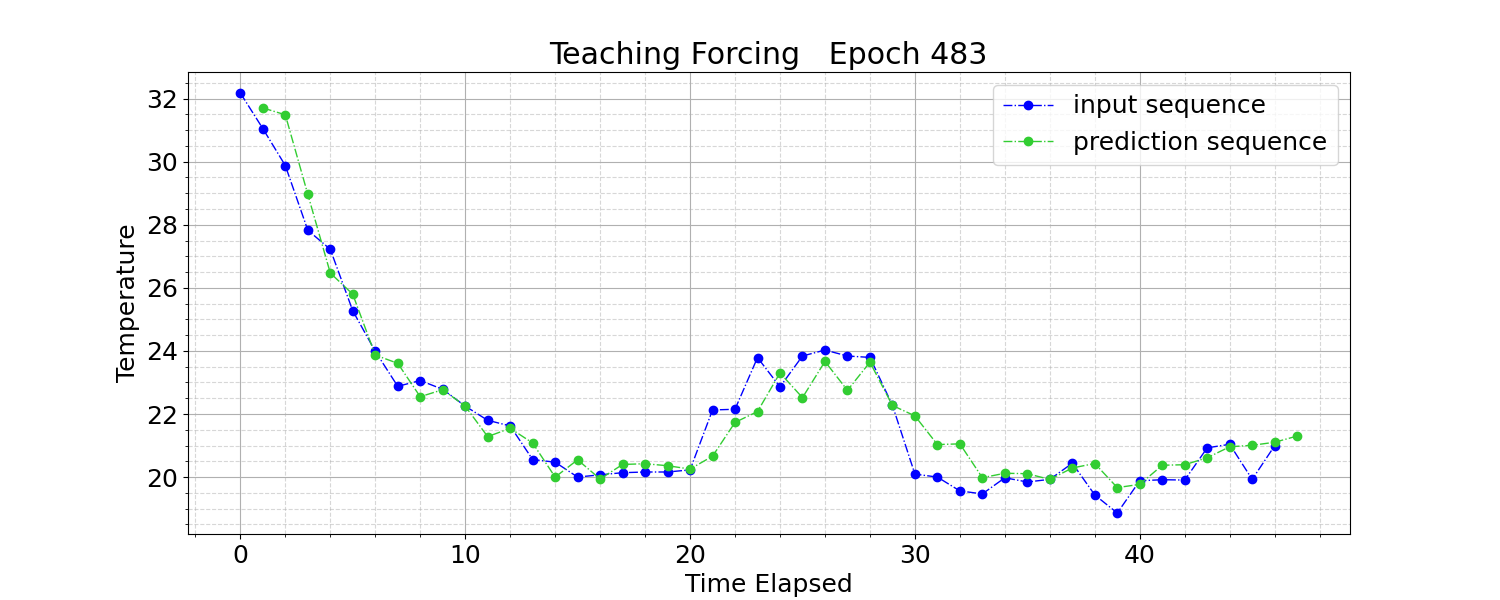 Teaching Forcing   Epoch 483
input sequence
prediction sequence
32
30
28
26
24
22
20
Temperature
0 10 20 30 40
Time Elapsed